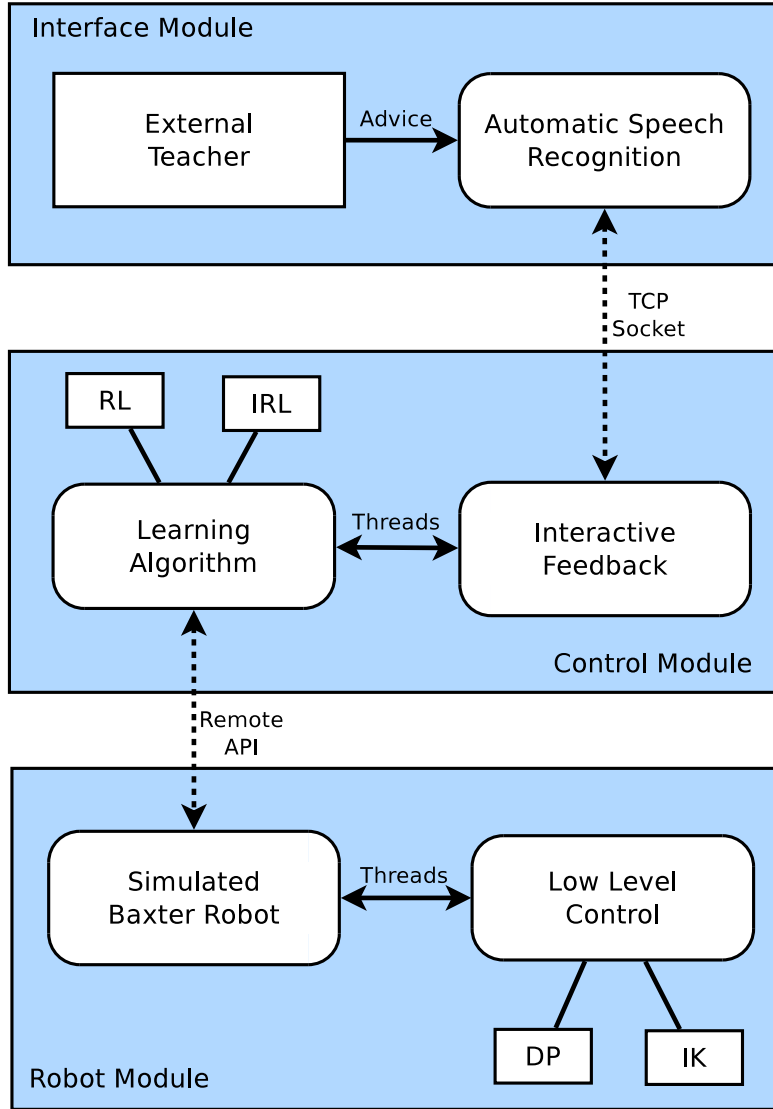 Interface Module
External
Teacher
Advice
Automatic Speech
Recognition
TCP
Socket
RL
IRL
Learning
Algorithm
Threads
Interactive
Feedback
Control Module
Remote
API
Simulated
Baxter Robot
Threads
Low Level
Control
DP
IK
Robot Module